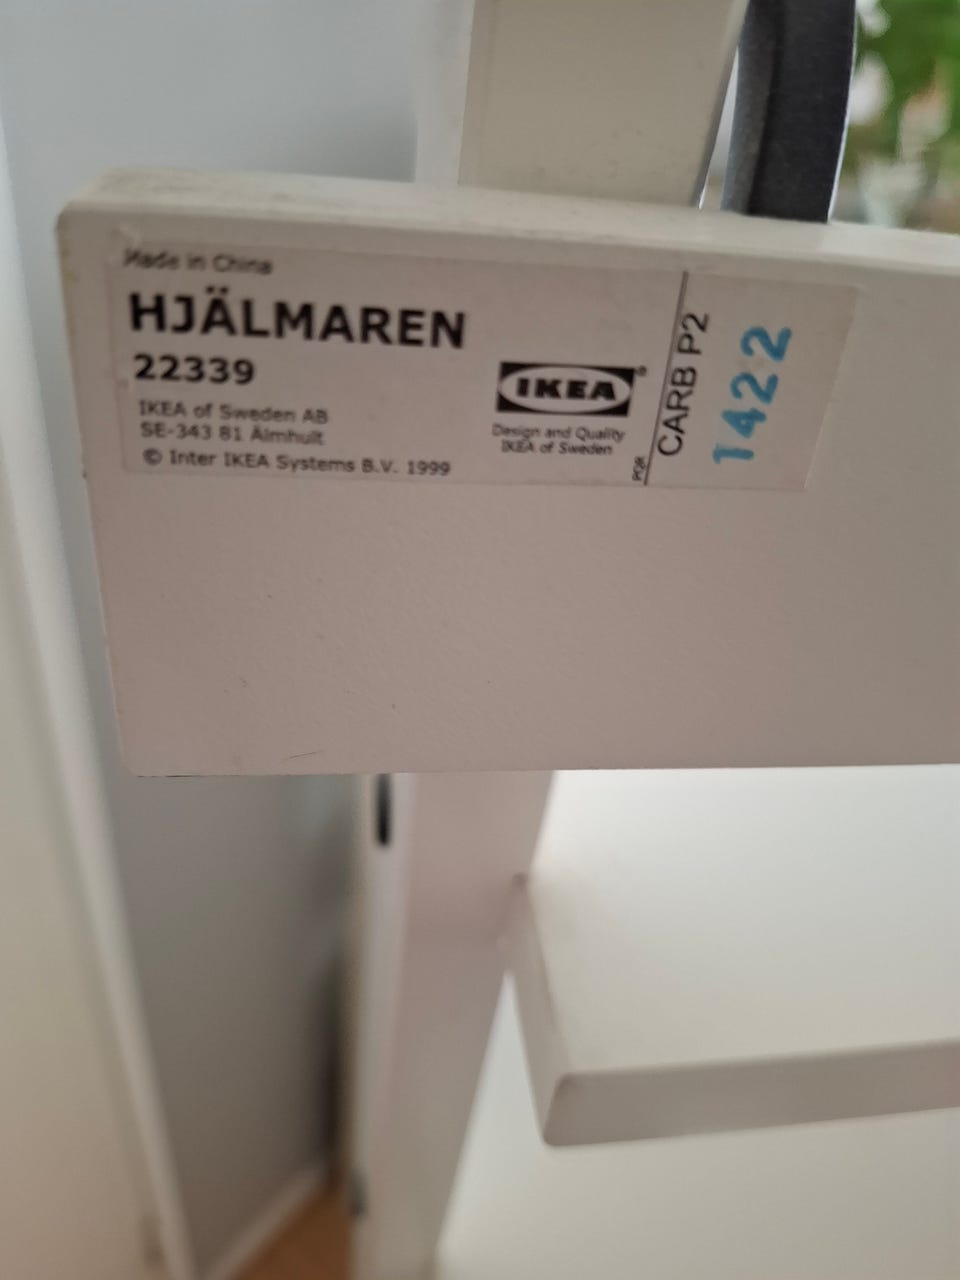 Made in China
HJÄLMAREN
22339
IKEA of Sweden AB
SE-343 81 Älmhult
© Inter IKEA Systems B.V. 1999
IKEA®
Design and Quality
IKEA of Sweden
CARB P2
1422